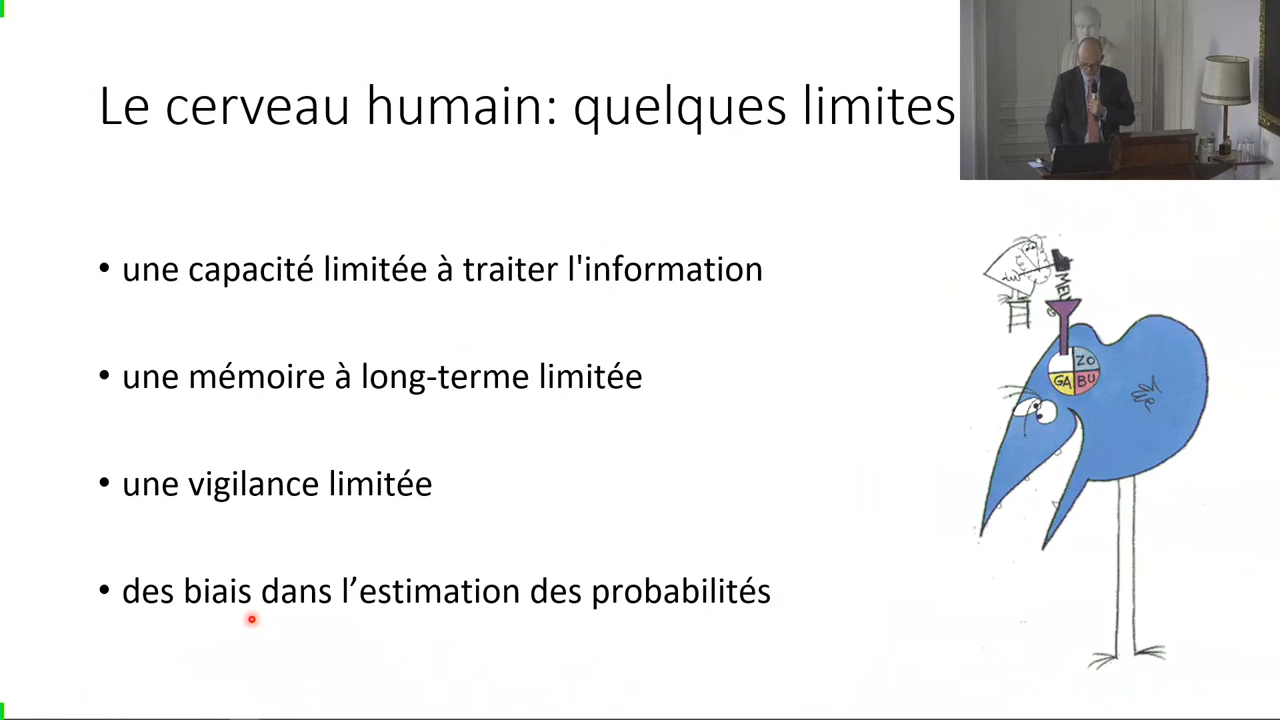 Le cerveau humain: quelques limites
• une capacité limitée à traiter l'information
• une mémoire à long-terme limitée
• une vigilance limitée
• des biais dans l’estimation des probabilités
MEU
ZO
GA BU